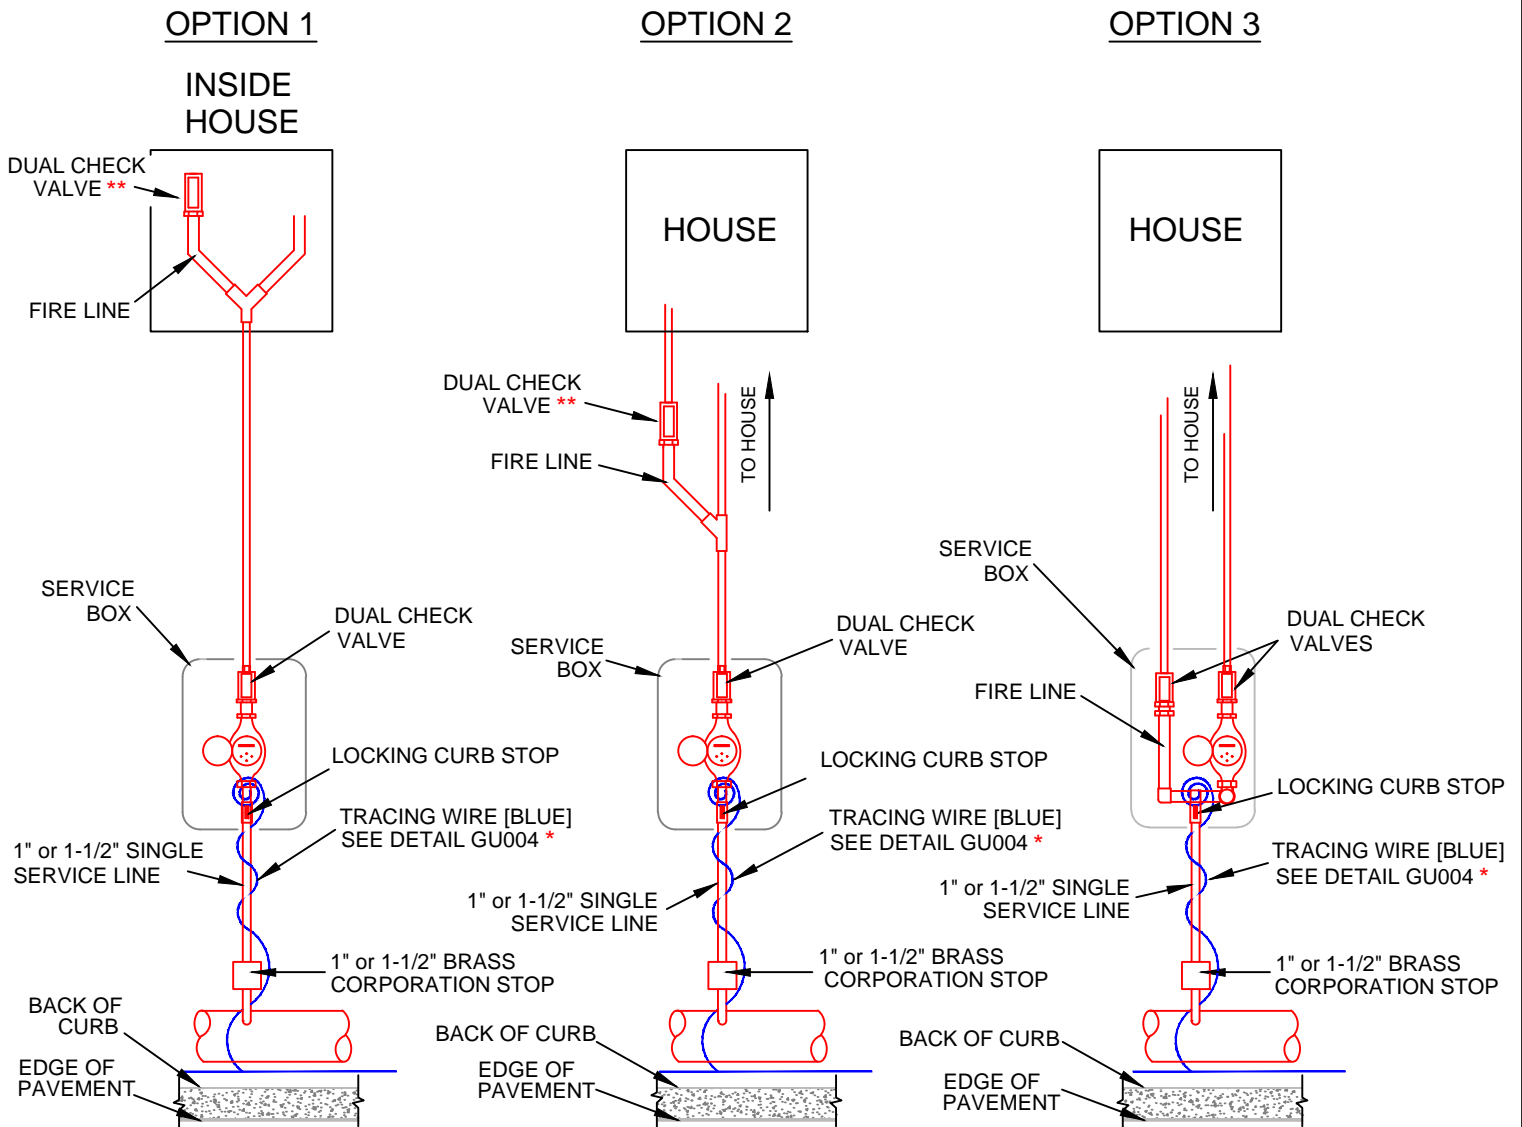 OPTION 1
INSIDE
HOUSE
DUAL CHECK
VALVE **
FIRE LINE
SERVICE
BOX
DUAL CHECK
VALVE
LOCKING CURB STOP
TRACING WIRE [BLUE]
SEE DETAIL GU004 *
1" or 1-1/2" SINGLE
SERVICE LINE
1" or 1-1/2" BRASS
CORPORATION STOP
BACK OF
CURB
EDGE OF
PAVEMENT
OPTION 2
HOUSE
DUAL CHECK
VALVE **
TO HOUSE
FIRE LINE
SERVICE
BOX
DUAL CHECK
VALVE
LOCKING CURB STOP
TRACING WIRE [BLUE]
SEE DETAIL GU004 *
1" or 1-1/2" SINGLE
SERVICE LINE
1" or 1-1/2" BRASS
CORPORATION STOP
BACK OF CURB
EDGE OF
PAVEMENT
OPTION 3
HOUSE
TO HOUSE
SERVICE
BOX
DUAL CHECK
VALVES
FIRE LINE
LOCKING CURB STOP
TRACING WIRE [BLUE]
SEE DETAIL GU004 *
1" or 1-1/2" SINGLE
SERVICE LINE
1" or 1-1/2" BRASS
CORPORATION STOP
BACK OF CURB
EDGE OF
PAVEMENT